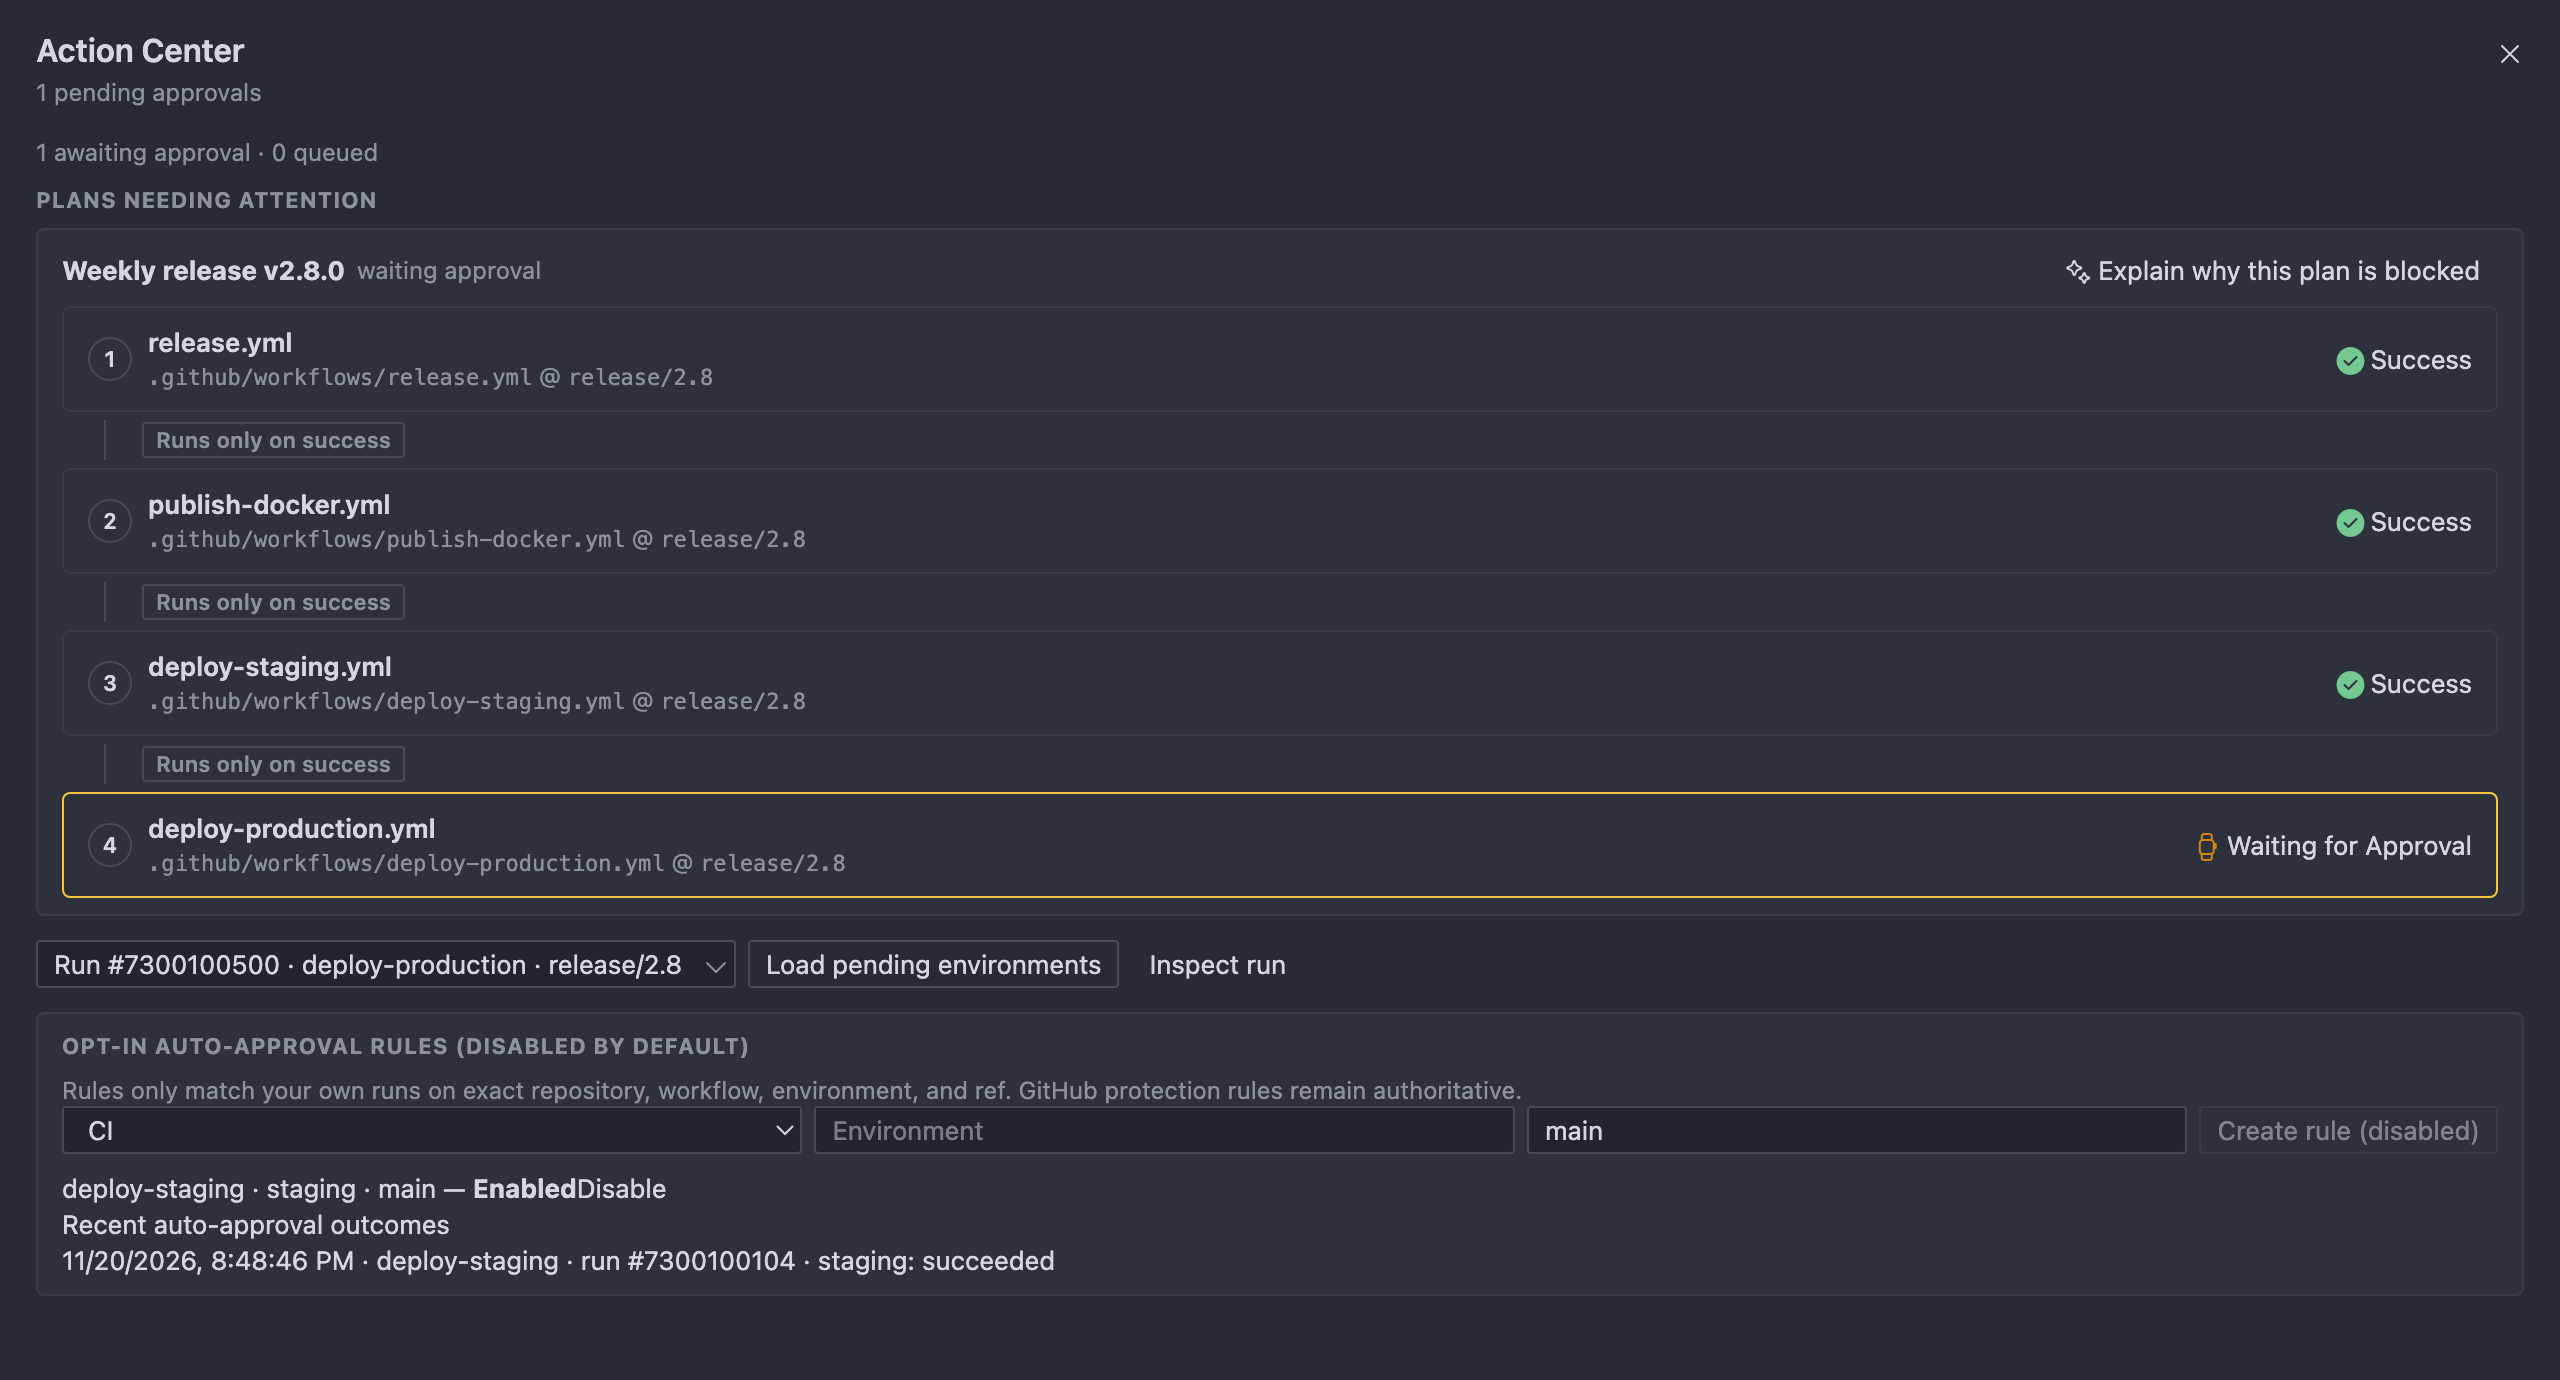 Action Center
1 pending approvals
1 awaiting approval · 0 queued
PLANS NEEDING ATTENTION
Weekly release v2.8.0 waiting approval
Explain why this plan is blocked
1
release.yml
.github/workflows/release.yml @ release/2.8
Success
Runs only on success
2
publish-docker.yml
.github/workflows/publish-docker.yml @ release/2.8
Success
Runs only on success
3
deploy-staging.yml
.github/workflows/deploy-staging.yml @ release/2.8
Success
Runs only on success
4
deploy-production.yml
.github/workflows/deploy-production.yml @ release/2.8
Waiting for Approval
Run #7300100500 · deploy-production · release/2.8
Load pending environments
Inspect run
OPT-IN AUTO-APPROVAL RULES (DISABLED BY DEFAULT)
Rules only match your own runs on exact repository, workflow, environment, and ref. GitHub protection rules remain authoritative.
CI
Environment
main
Create rule (disabled)
deploy-staging · staging · main — EnabledDisable
Recent auto-approval outcomes
11/20/2026, 8:48:46 PM · deploy-staging · run #7300100104 · staging: succeeded